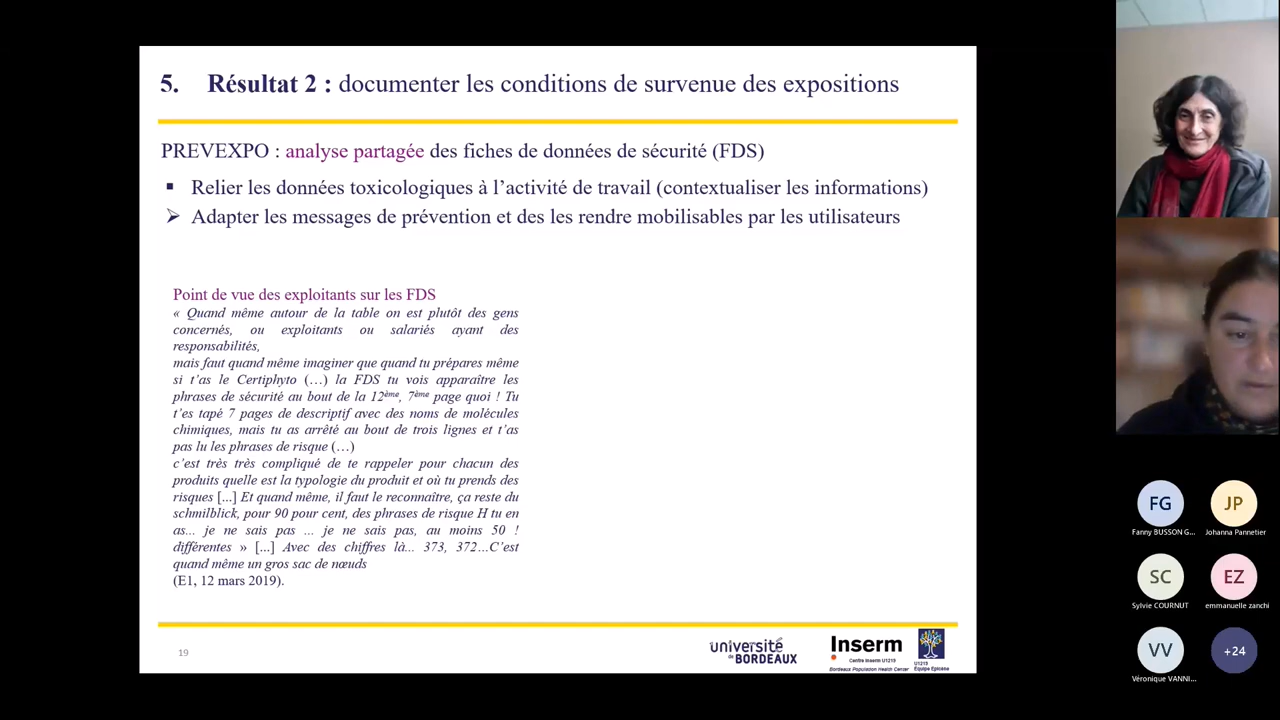 5. Résultat 2 : documenter les conditions de survenue des expositions
PREVEXPO : analyse partagée des fiches de données de sécurité (FDS)
▪ Relier les données toxicologiques à l’activité de travail (contextualiser les informations)
➢ Adapter les messages de prévention et des les rendre mobilisables par les utilisateurs
Point de vue des exploitants sur les FDS
« Quand même autour de la table on est plutôt des gens
concernés, ou exploitants ou salariés ayant des
responsabilités,
mais faut quand même imaginer que quand tu prépares même
si t’as le Certiphyto (…) la FDS tu vois apparaître les
phrases de sécurité au bout de la 12ème, 7ème page quoi ! Tu
t’es tapé 7 pages de descriptif avec des noms de molécules
chimiques, mais tu as arrêté au bout de trois lignes et t’as
pas lu les phrases de risque (…)
c’est très très compliqué de te rappeler pour chacun des
produits quelle est la typologie du produit et où tu prends des
risques [...] Et quand même, il faut le reconnaître, ça reste du
schmilblick, pour 90 pour cent, des phrases de risque H tu en
as... je ne sais pas ... je ne sais pas, au moins 50 !
différentes » [...] Avec des chiffres là... 373, 372…C’est
quand même un gros sac de nœuds
(E1, 12 mars 2019).
19
université de BORDEAUX
Inserm
Centre Inserm U1219
Bordeaux Population Health Center
U1219
Equipe Epicene
FG
Fanny BUSSON G...
JP
Johanna Pannetier
SC
Sylvie COURNUT
EZ
emmanuelle zanchi
VV
Véronique VANNI...
+24